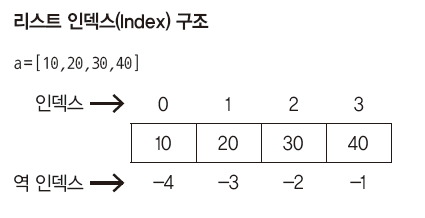 리스트 인덱스(Index) 구조
a=[10,20,30,40]
인덱스 0 1 2 3
10 20 30 40
역 인덱스 -4 -3 -2 -1